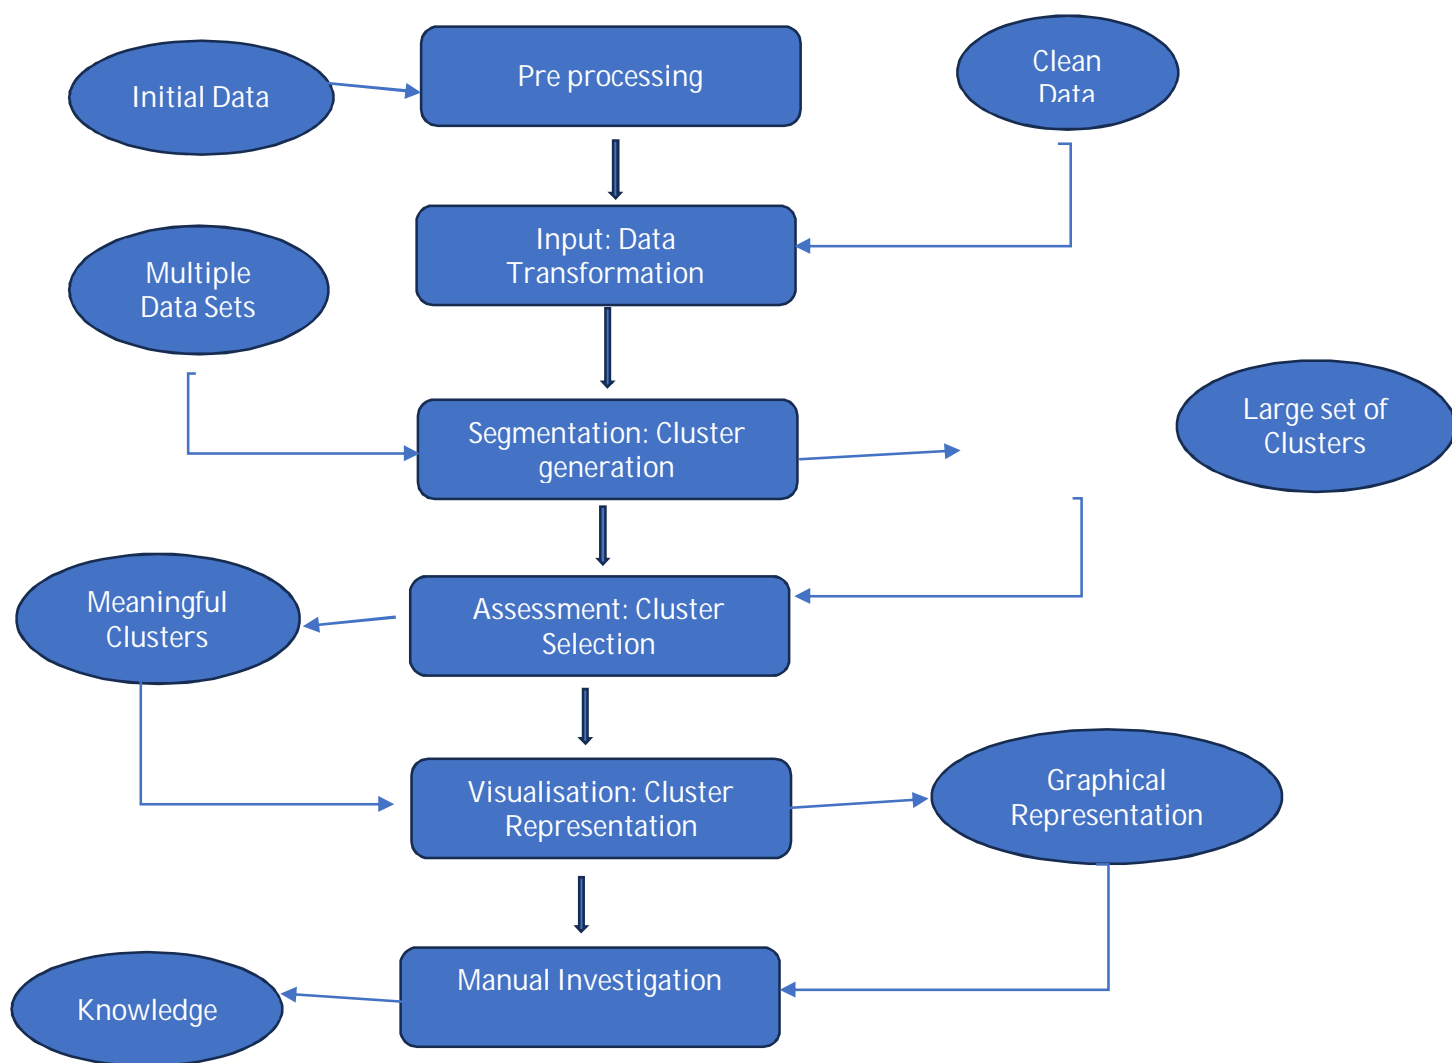 Initial Data
Pre processing
Clean
Data
Input: Data
Transformation
Multiple
Data Sets
Segmentation: Cluster
generation
Large set of
Clusters
Meaningful
Clusters
Assessment: Cluster
Selection
Visualisation: Cluster
Representation
Graphical
Representation
Manual Investigation
Knowledge